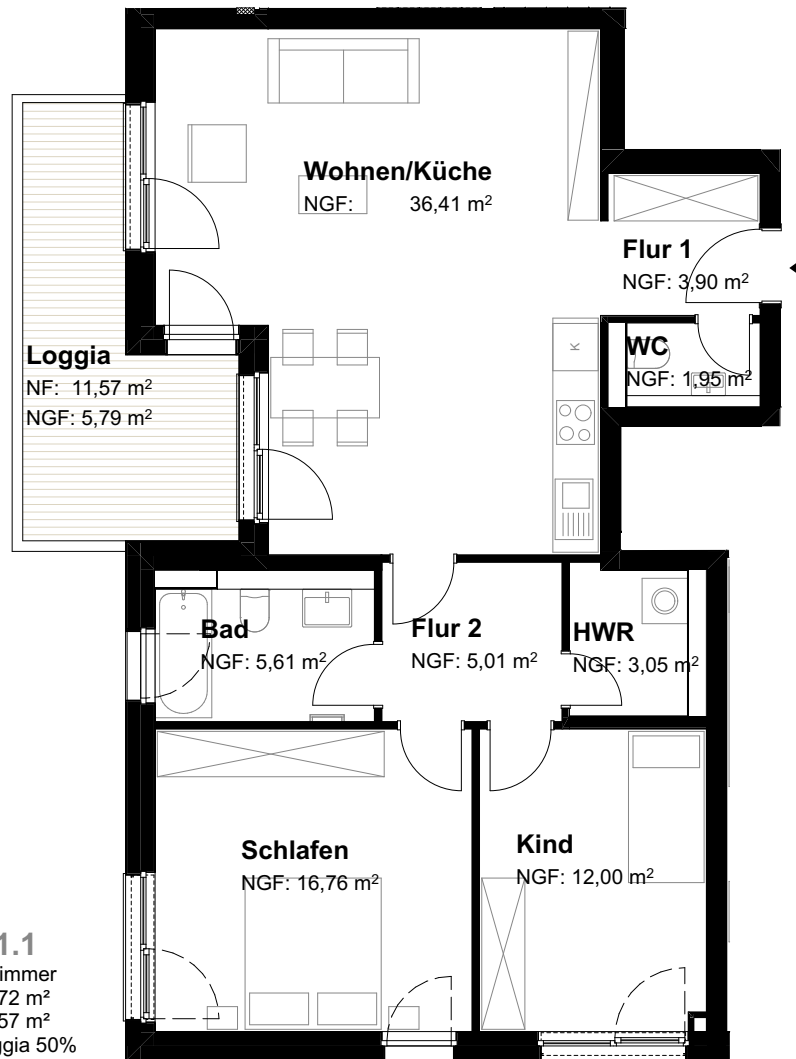 Wohnen/Küche
NGF: 36,41 m²
Flur 1
NGF: 3,90 m²
Loggia
NF: 11,57 m²
NGF: 5,79 m²
K
WC
NGF: 1,95 m²
Bad
NGF: 5,61 m²
Flur 2
NGF: 5,01 m²
HWR
NGF: 3,05 m²
Schlafen
NGF: 16,76 m²
Kind
NGF: 12,00 m²
1.1
immer
72 m²
57 m²
ggia 50%